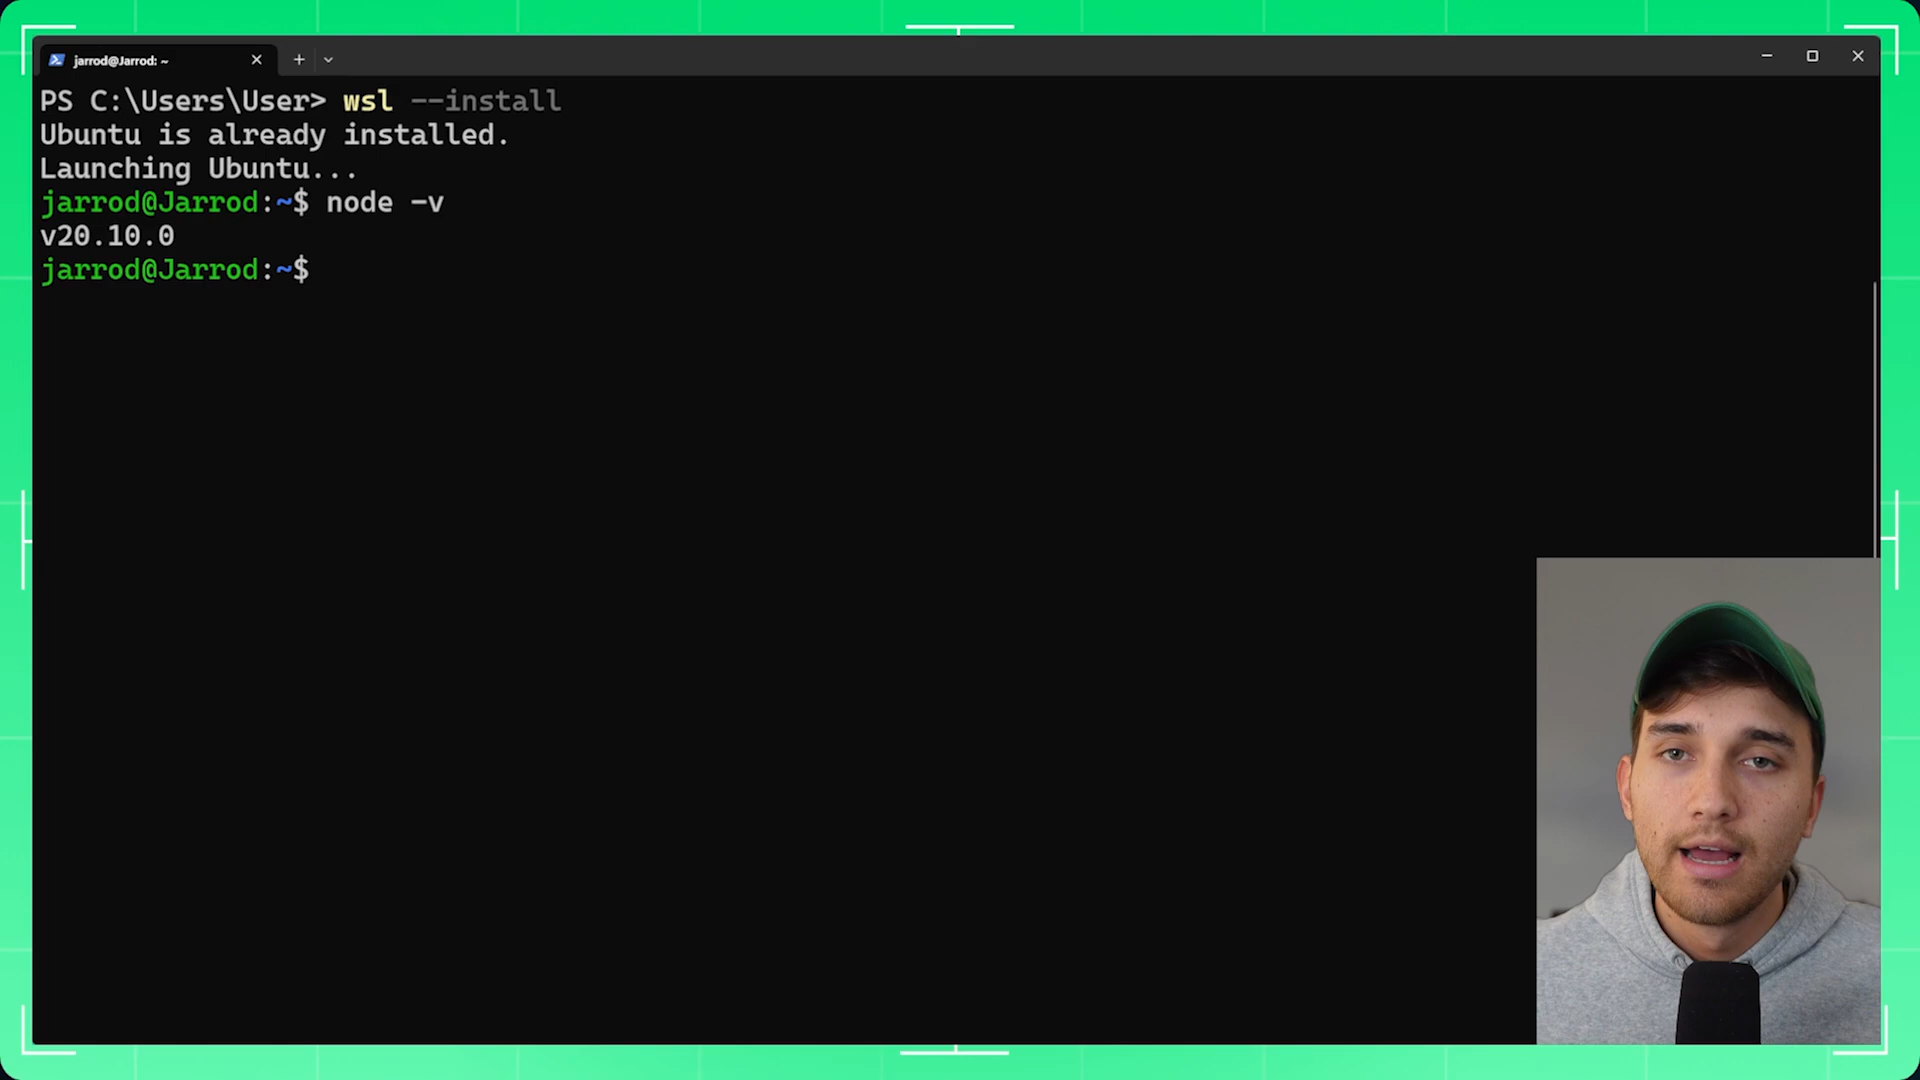 jarrod@Jarrod: ~
PS C:\Users\User> wsl --install
Ubuntu is already installed.
Launching Ubuntu...
jarrod@Jarrod:~$ node -v
v20.10.0
jarrod@Jarrod:~$